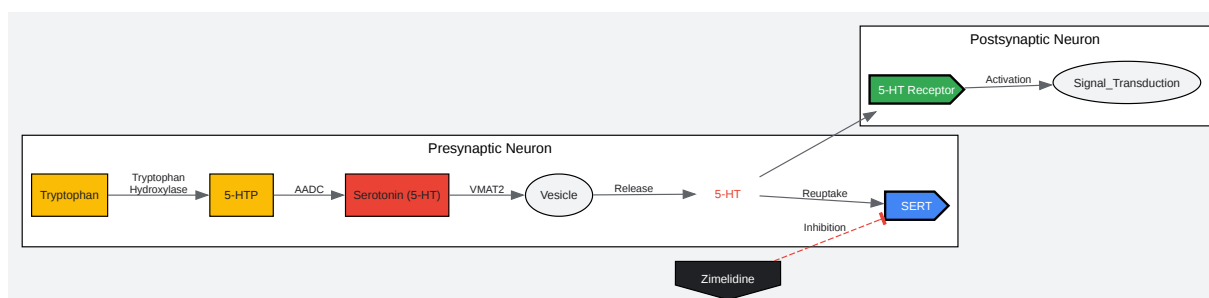 Postsynaptic Neuron
5-HT Receptor
Activation
Signal_Transduction
Presynaptic Neuron
Tryptophan
Tryptophan
Hydroxylase
5-HTP
AADC
Serotonin (5-HT)
VMAT2
Vesicle
Release
5-HT
Reuptake
SERT
Inhibition
Zimelidine